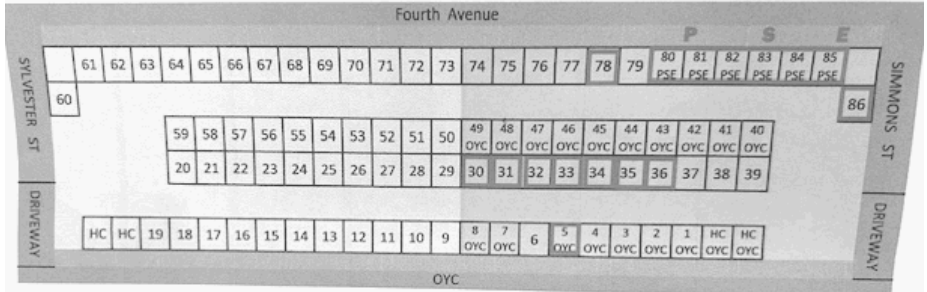 Fourth Avenue
P S E
61 62 63 64 65 66 67 68 69 70 71 72 73 74 75 76 77 78 79 80 PSE 81 PSE 82 PSE 83 PSE 84 PSE 85 PSE
SYLVESTER ST
SIMMONS ST
60
86
59 58 57 56 55 54 53 52 51 50 49 OYC 48 OYC 47 OYC 46 OYC 45 OYC 44 OYC 43 OYC 42 OYC 41 OYC 40 OYC
20 21 22 23 24 25 26 27 28 29 30 31 32 33 34 35 36 37 38 39
DRIVEWAY
DRIVEWAY
HC HC 19 18 17 16 15 14 13 12 11 10 9 8 OYC 7 OYC 6 5 OYC 4 OYC 3 OYC 2 OYC 1 OYC HC OYC HC OYC
OYC